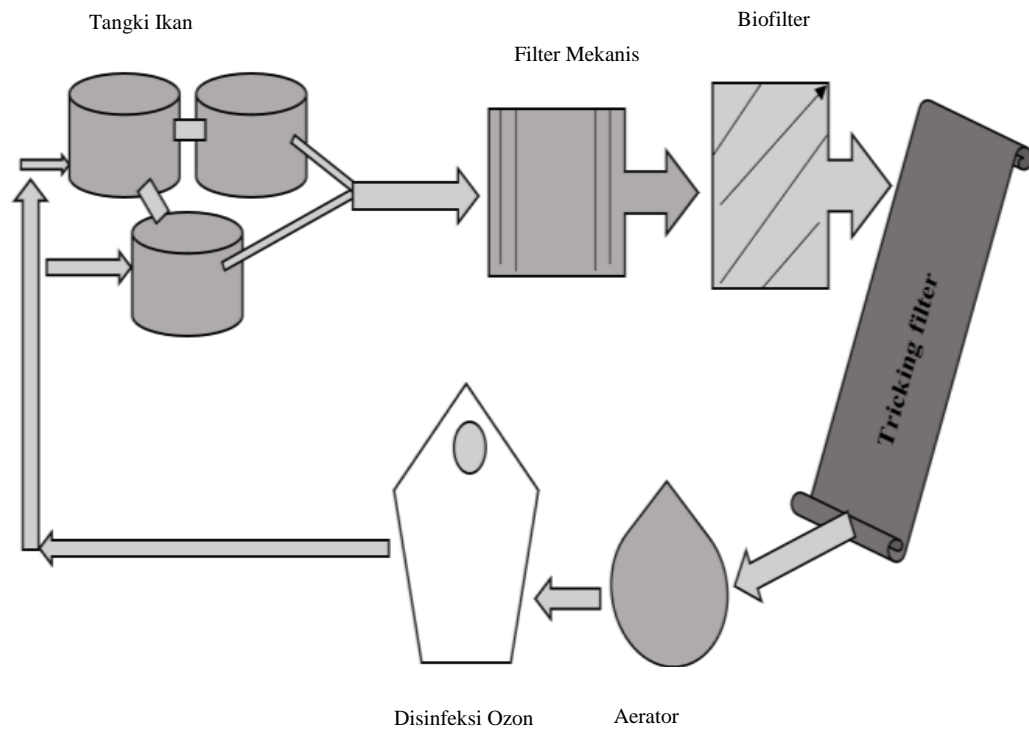 Tangki Ikan
Filter Mekanis
Biofilter
Tricking filter
Disinfeksi Ozon
Aerator